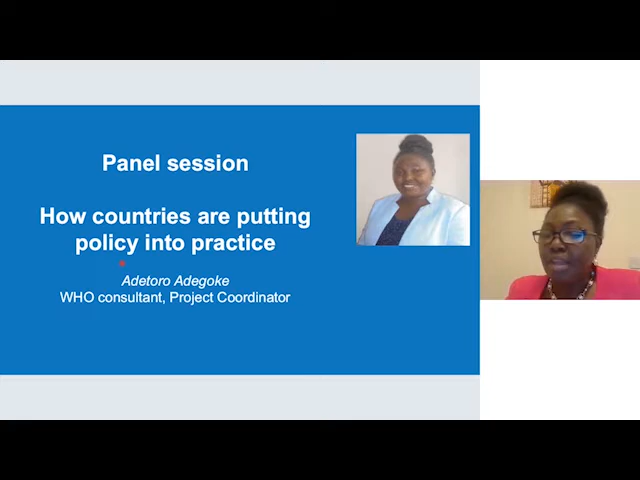 Panel session
How countries are putting
policy into practice
Adetoro Adegoke
WHO consultant, Project Coordinator